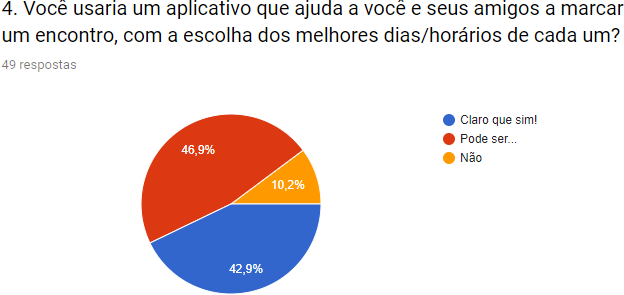 4. Você usaria um aplicativo que ajuda a você e seus amigos a marcar
um encontro, com a escolha dos melhores dias/horários de cada um?
49 respostas
Claro que sim!
Pode ser...
Não
46,9%
10,2%
42,9%